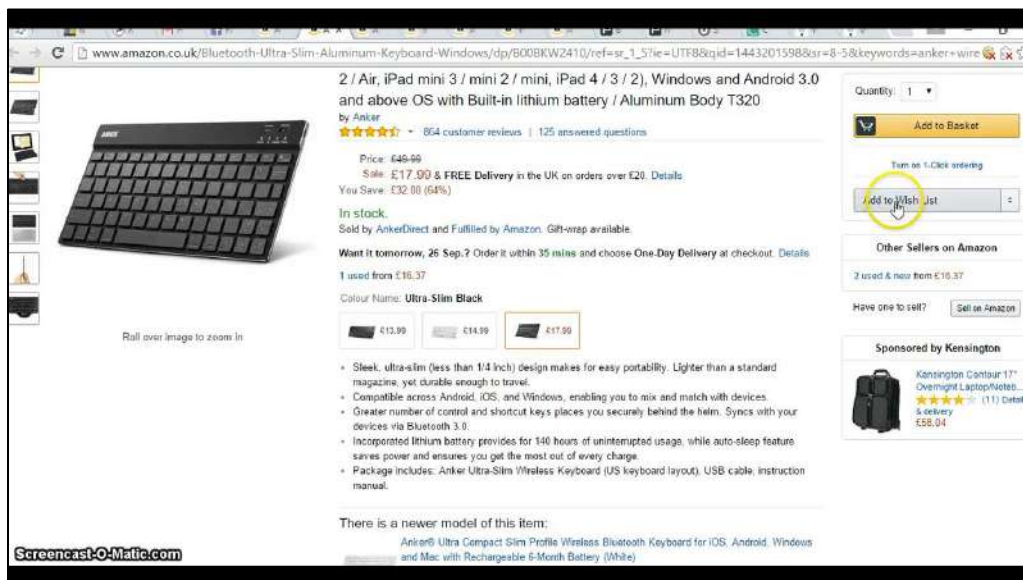 www.amazon.co.uk/Bluetooth-Ultra-Slim-Aluminum-Keyboard-Windows/dp/B00BKW2410/ref=sr_1_5?ie=UTF8&qid=1443201598&sr=8-5&keywords=anker+wire
2 / Air, iPad mini 3 / mini 2 / mini, iPad 4 / 3 / 2), Windows and Android 3.0
and above OS with Built-in lithium battery / Aluminum Body T320
by Anker
864 customer reviews | 125 answered questions
Price: £49.99
Sale: £17.99 & FREE Delivery in the UK on orders over £20. Details
You Save: £32.00 (64%)
In stock.
Sold by AnkerDirect and Fulfilled by Amazon. Gift-wrap available.
Want it tomorrow, 26 Sep.? Order it within 35 mins and choose One-Day Delivery at checkout. Details
1 used from £16.37
Colour Name: Ultra-Slim Black
£13.99 £14.99 £17.99
Roll over image to zoom in
• Sleek, ultra-slim (less than 1/4 inch) design makes for easy portability. Lighter than a standard
magazine, yet durable enough to travel.
• Compatible across Android, iOS, and Windows, enabling you to mix and match with devices.
• Greater number of control and shortcut keys places you securely behind the helm. Syncs with your
devices via Bluetooth 3.0.
• Incorporated lithium battery provides for 140 hours of uninterrupted usage, while auto-sleep feature
saves power and ensures you get the most out of every charge.
• Package includes: Anker Ultra-Slim Wireless Keyboard (US keyboard layout), USB cable, instruction
manual.
There is a newer model of this item:
Anker® Ultra Compact Slim Profile Wireless Bluetooth Keyboard for iOS, Android, Windows
and Mac with Rechargeable 6-Month Battery (White)
Quantity: 1
Add to Basket
Turn on 1-Click ordering
Add to Wish List
Other Sellers on Amazon
2 used & new from £16.37
Have one to sell? Sell on Amazon
Sponsored by Kensington
Kensington Contour 17"
Overnight Laptop/Noteb...
(11) Detail
& delivery
£58.04
ANKER
Screencast-O-Matic.com